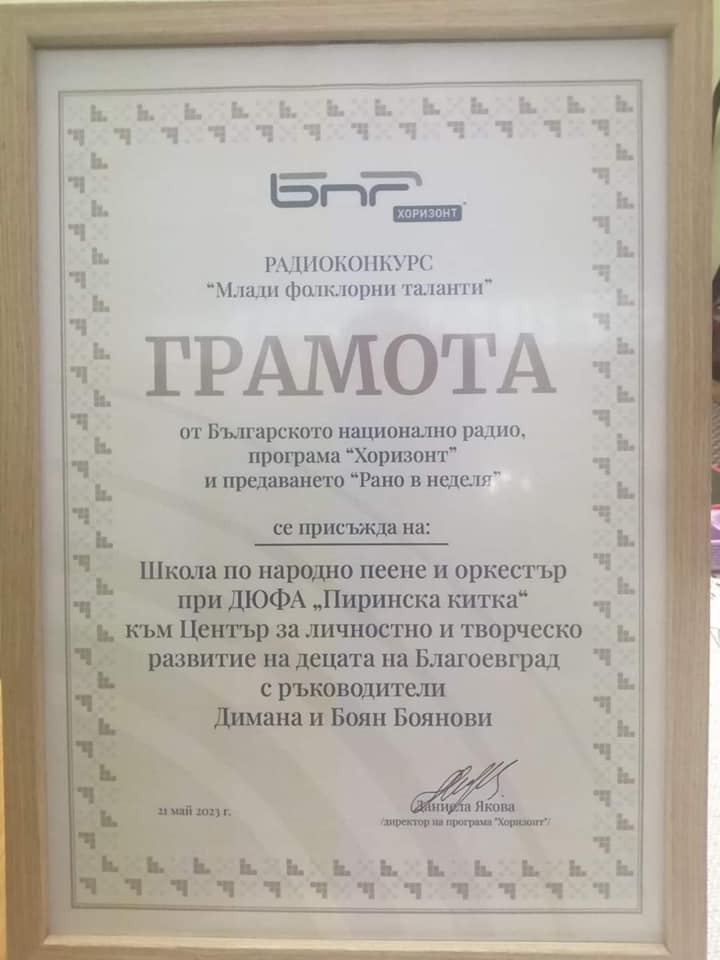 БНР
ХОРИЗОНТ
РАДИОКОНКУРС
“Млади фолклорни таланти”
ГРАМОТА
от Българското национално радио,
програма “Хоризонт”
и предаването “Рано в неделя”
се присъжда на:
Школа по народно пеене и оркестър
при ДЮФА „Пиринска китка“
към Център за личностно и творческо
развитие на децата на Благоевград
с ръководители
Димана и Боян Боянови
21 май 2023 г.
Даниела Якова
/директор на програма "Хоризонт"/